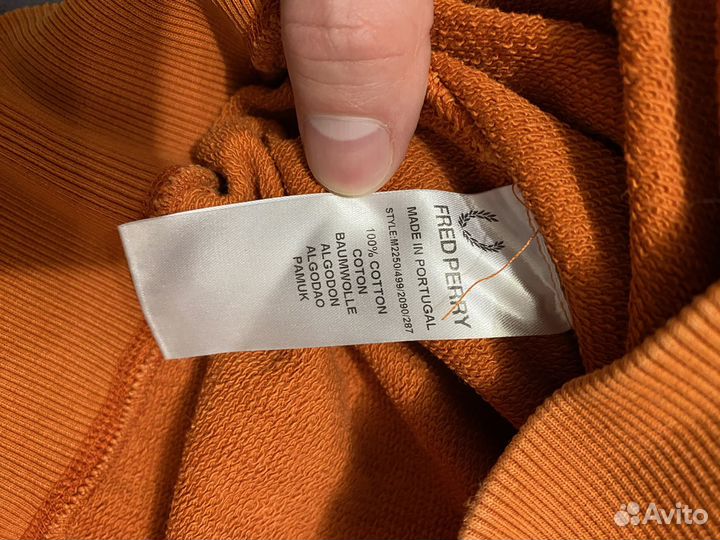 FRED PERRY
MADE IN PORTUGAL
STYLE:M2250/499/2090/287
100% COTTON
COTON
BAUMWOLLE
ALGODON
ALGODAO
PAMUK
Avito